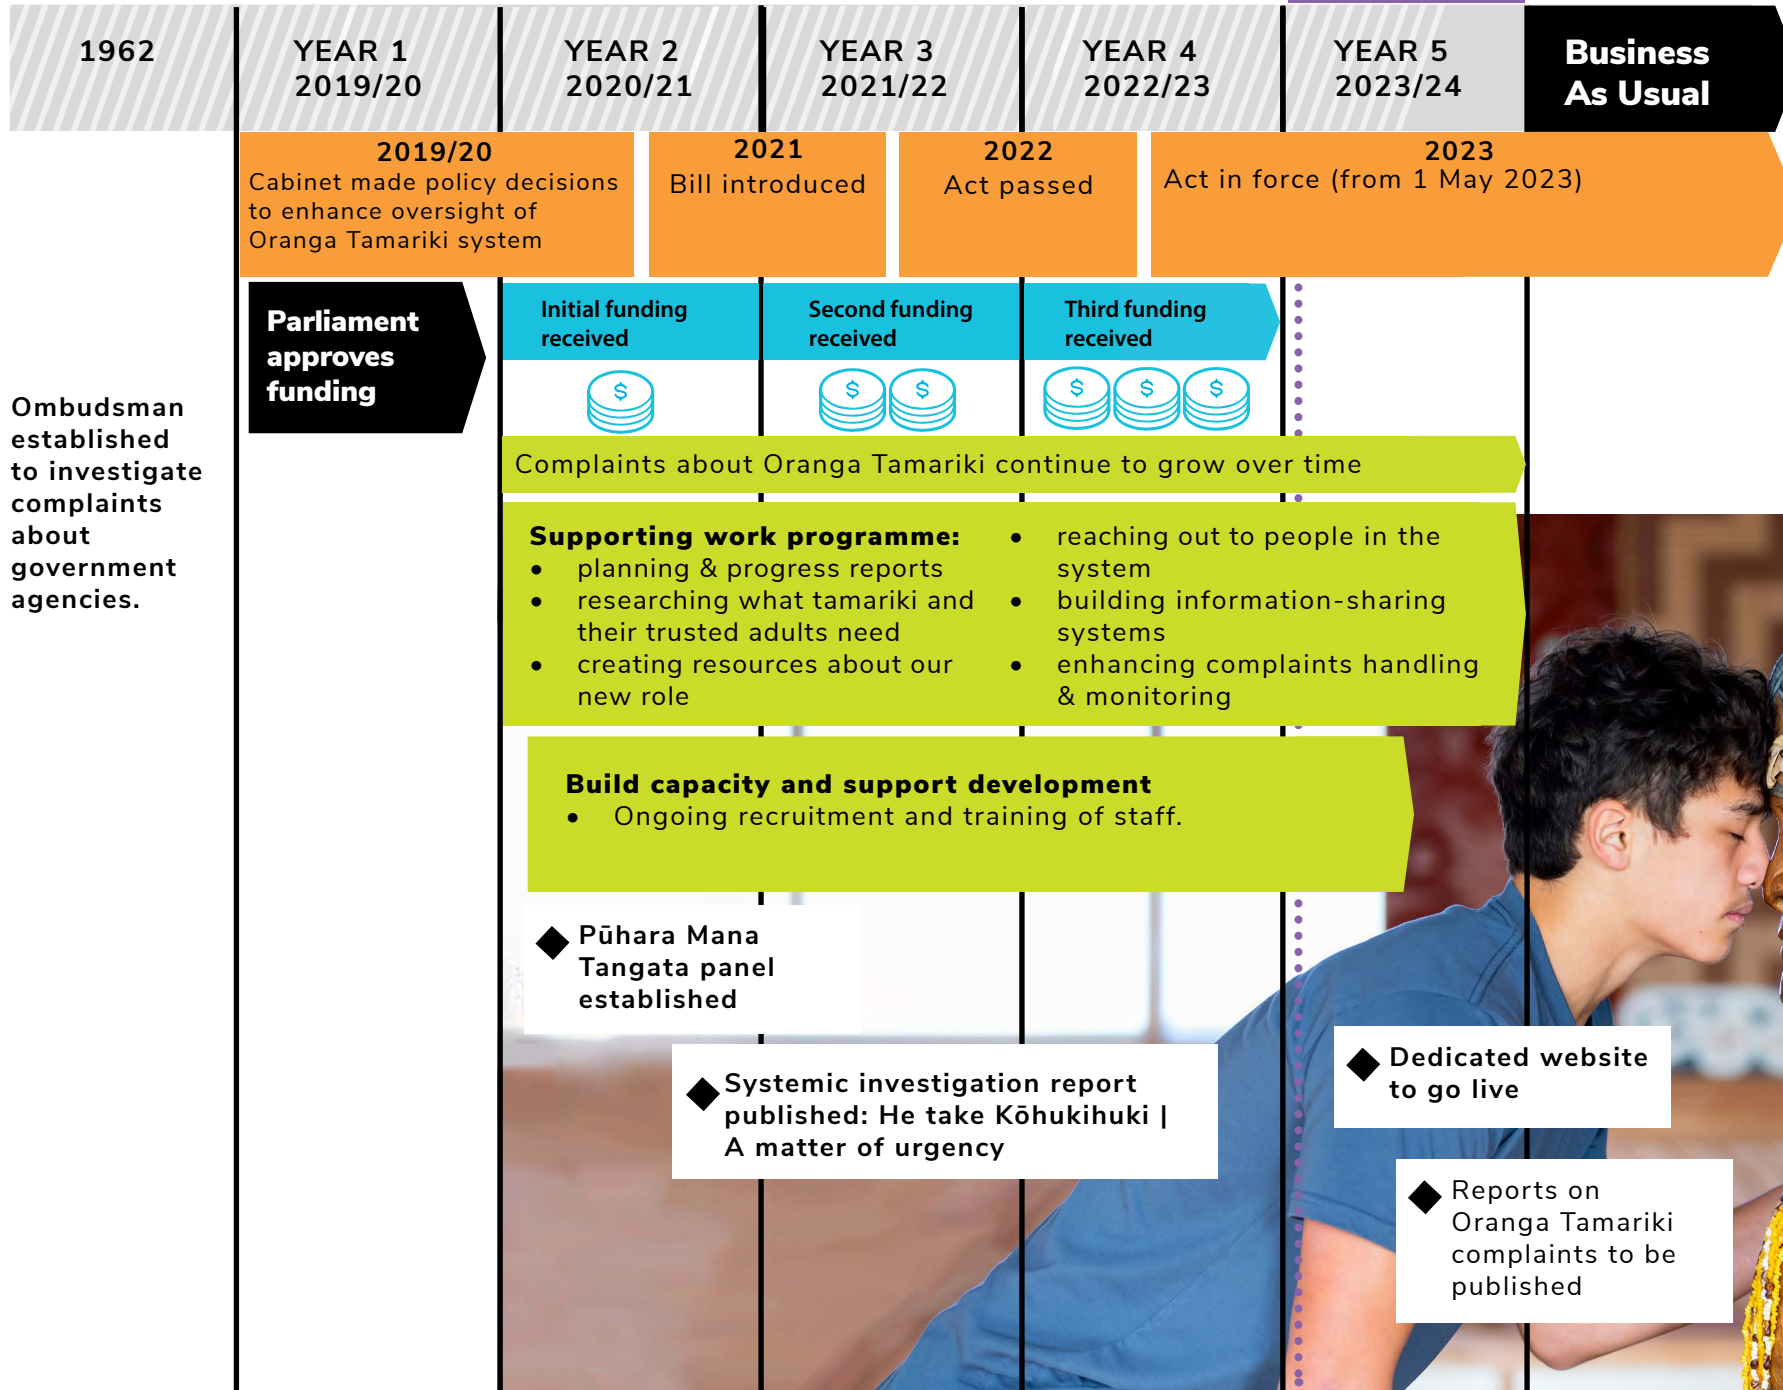 1962
YEAR 1
2019/20
YEAR 2
2020/21
YEAR 3
2021/22
YEAR 4
2022/23
YEAR 5
2023/24
Business
As Usual
2019/20
Cabinet made policy decisions
to enhance oversight of
Oranga Tamariki system
2021
Bill introduced
2022
Act passed
2023
Act in force (from 1 May 2023)
Ombudsman
established
to investigate
complaints
about
government
agencies.
Parliament
approves
funding
Initial funding
received
$
Second funding
received
$ $
Third funding
received
$ $ $
Complaints about Oranga Tamariki continue to grow over time
Supporting work programme:
• planning & progress reports
• researching what tamariki and
their trusted adults need
• creating resources about our
new role
• reaching out to people in the
system
• building information-sharing
systems
• enhancing complaints handling
& monitoring
Build capacity and support development
• Ongoing recruitment and training of staff.
Pūhara Mana
Tangata panel
established
Systemic investigation report
published: He take Kōhukihuki |
A matter of urgency
Dedicated website
to go live
Reports on
Oranga Tamariki
complaints to be
published